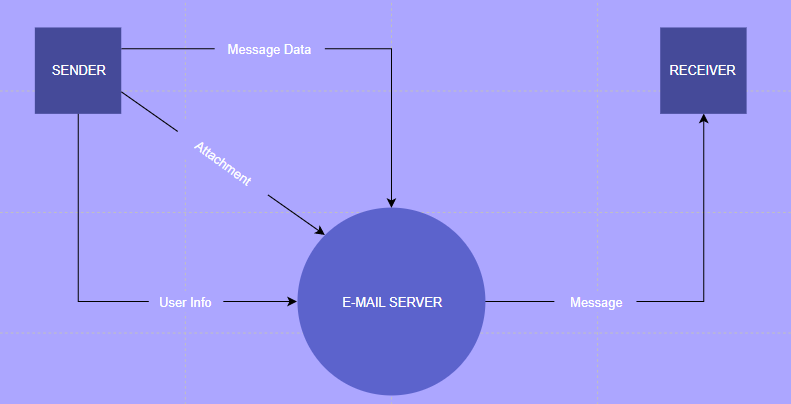 Message Data
SENDER
RECEIVER
Attachment
User Info
E-MAIL SERVER
Message